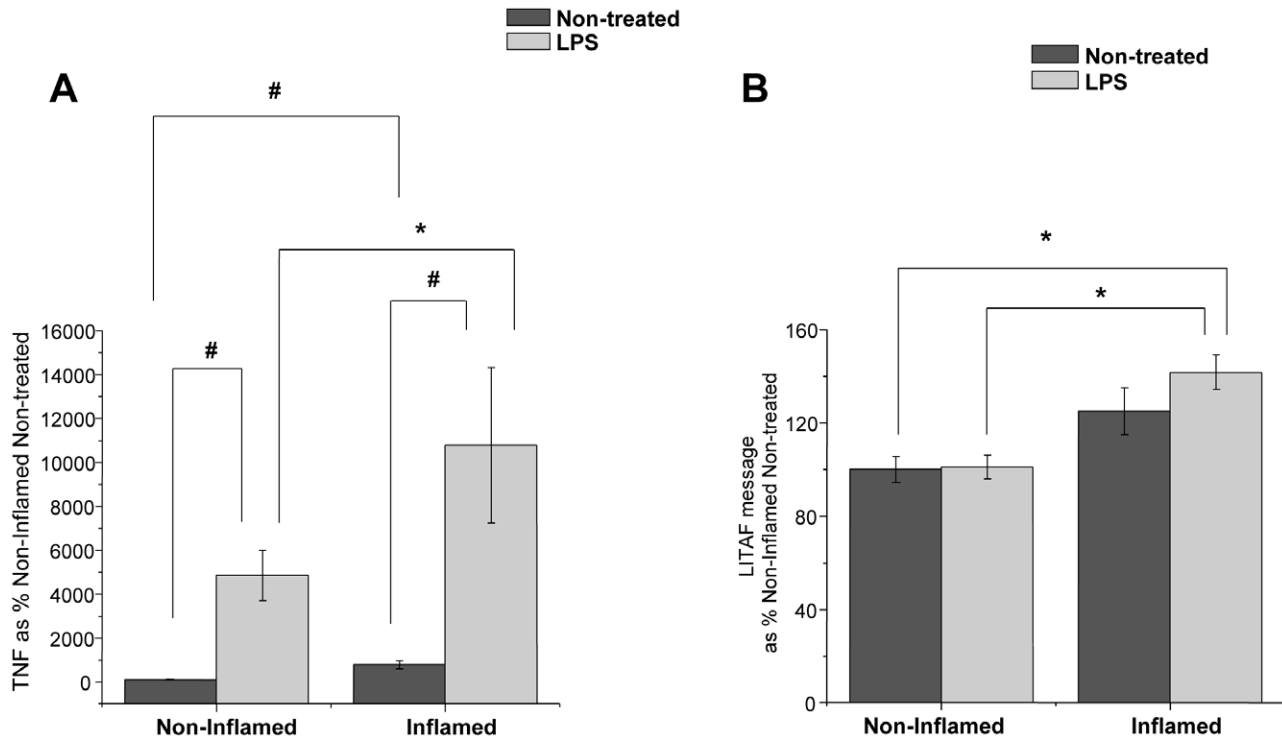 Non-treated
LPS
A
#
*
#
#
TNF as % Non-Inflamed Non-treated
16000
14000
12000
10000
8000
6000
4000
2000
0
Non-Inflamed
Inflamed
Non-treated
LPS
B
*
*
LITAF message
as % Non-Inflamed Non-treated
160
120
80
40
0
Non-Inflamed
Inflamed